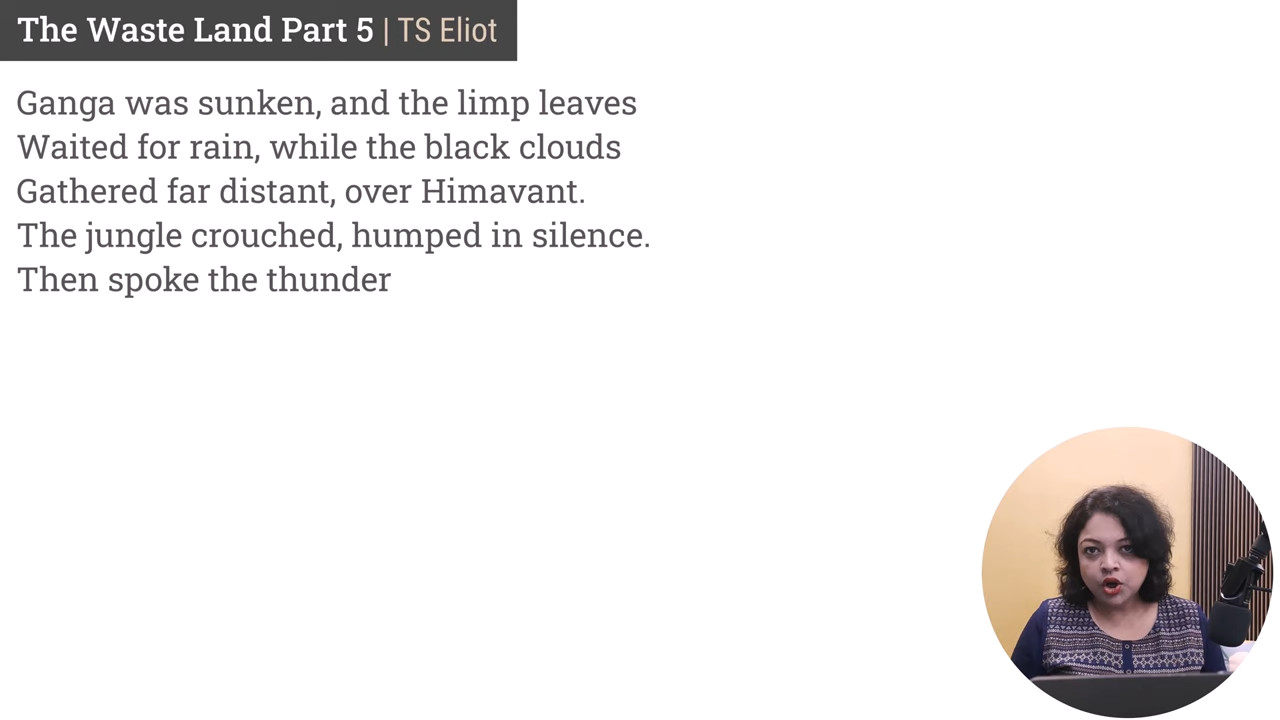 The Waste Land Part 5 | TS Eliot
Ganga was sunken, and the limp leaves
Waited for rain, while the black clouds
Gathered far distant, over Himavant.
The jungle crouched, humped in silence.
Then spoke the thunder